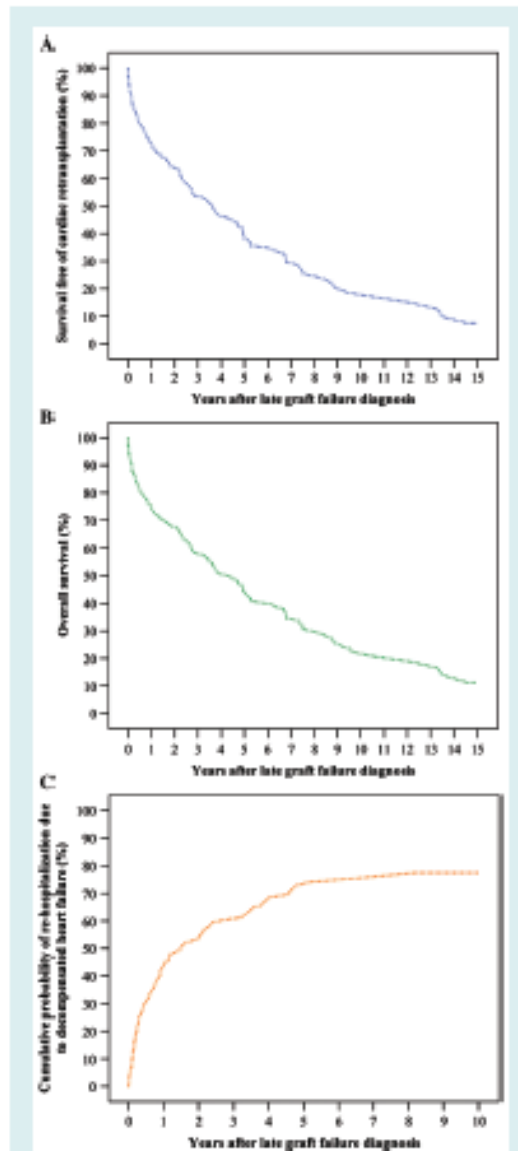 A.
Survival free of cardiac retransplantation (%)
100
90
80
70
60
50
40
30
20
10
0
0 1 2 3 4 5 6 7 8 9 10 11 12 13 14 15
Years after late graft failure diagnosis
B.
Overall survival (%)
100
90
80
70
60
50
40
30
20
10
0
0 1 2 3 4 5 6 7 8 9 10 11 12 13 14 15
Years after late graft failure diagnosis
C.
Cumulative probability of re-hospitalization due
to decompensated heart failure (%)
100
90
80
70
60
50
40
30
20
10
0
0 1 2 3 4 5 6 7 8 9 10
Years after late graft failure diagnosis